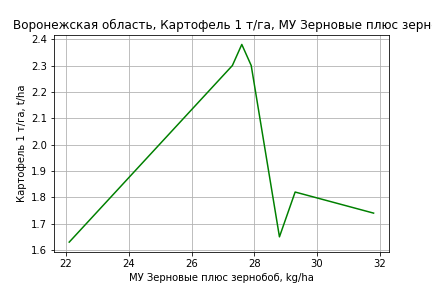 Воронежская область, Картофель 1 т/га, МУ Зерновые плюс зерн
2.4
2.3
2.2
2.1
2.0
1.9
1.8
1.7
1.6
Картофель 1 т/га, t/ha
22 24 26 28 30 32
МУ Зерновые плюс зернобоб, kg/ha